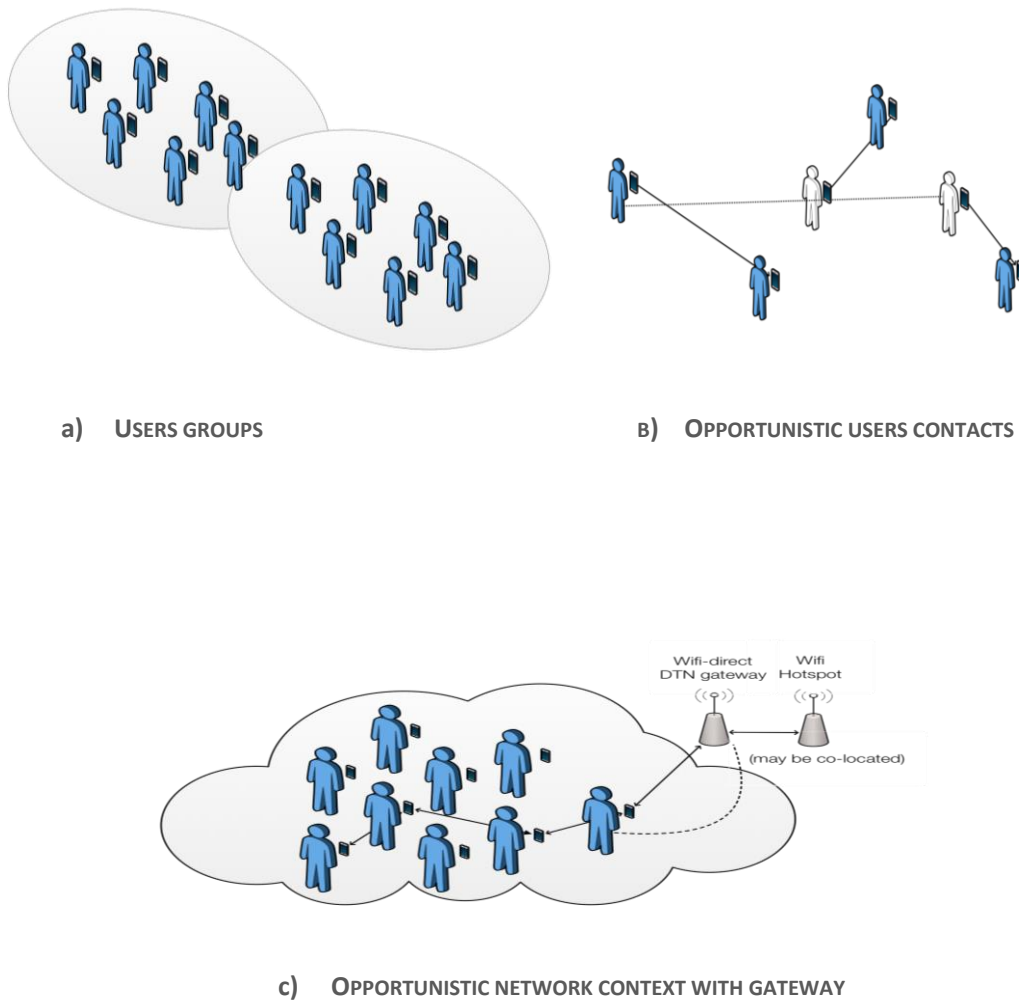 a) USERS GROUPS
B) OPPORTUNISTIC USERS CONTACTS
Wifi-direct
DTN gateway
Wifi
Hotspot
(may be co-located)
c) OPPORTUNISTIC NETWORK CONTEXT WITH GATEWAY